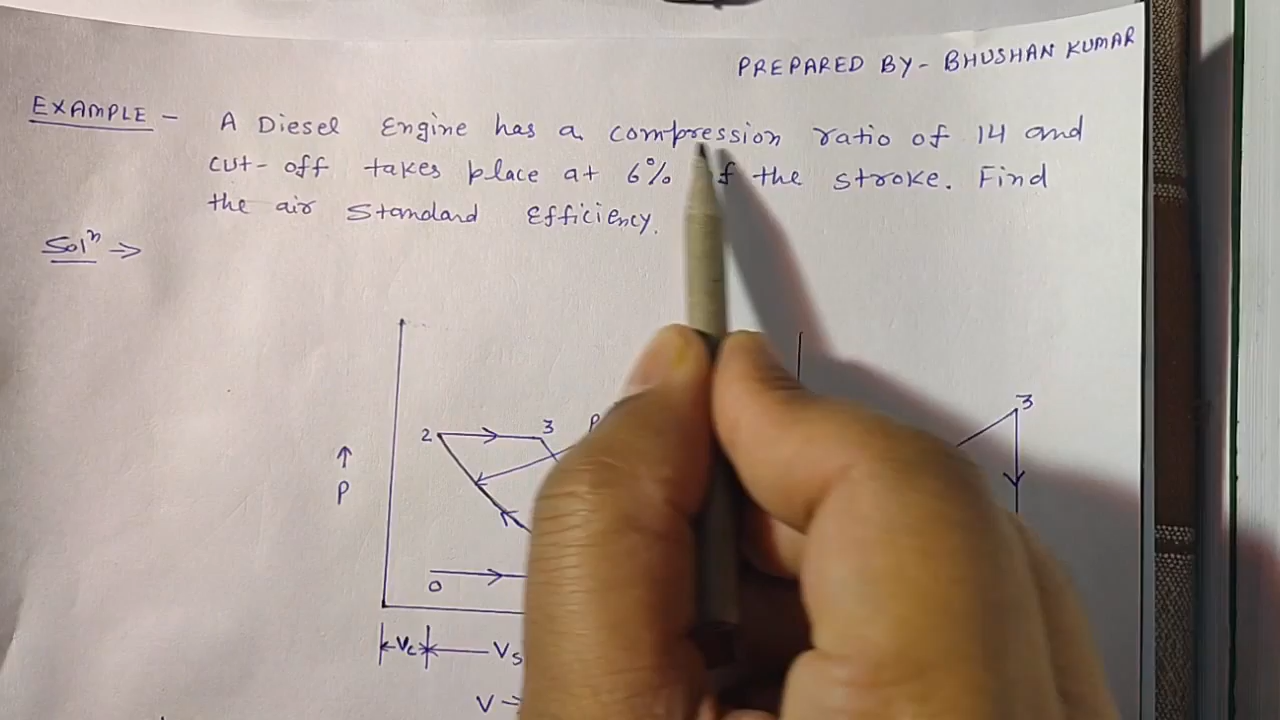 PREPARED BY - BHUSHAN KUMAR
EXAMPLE - A Diesel Engine has a compression ratio of 14 and
cut-off takes place at 6% of the stroke. Find
the air standard Efficiency.
Solⁿ →
3
2 3 P
↑
P
0
Vc Vs
V →